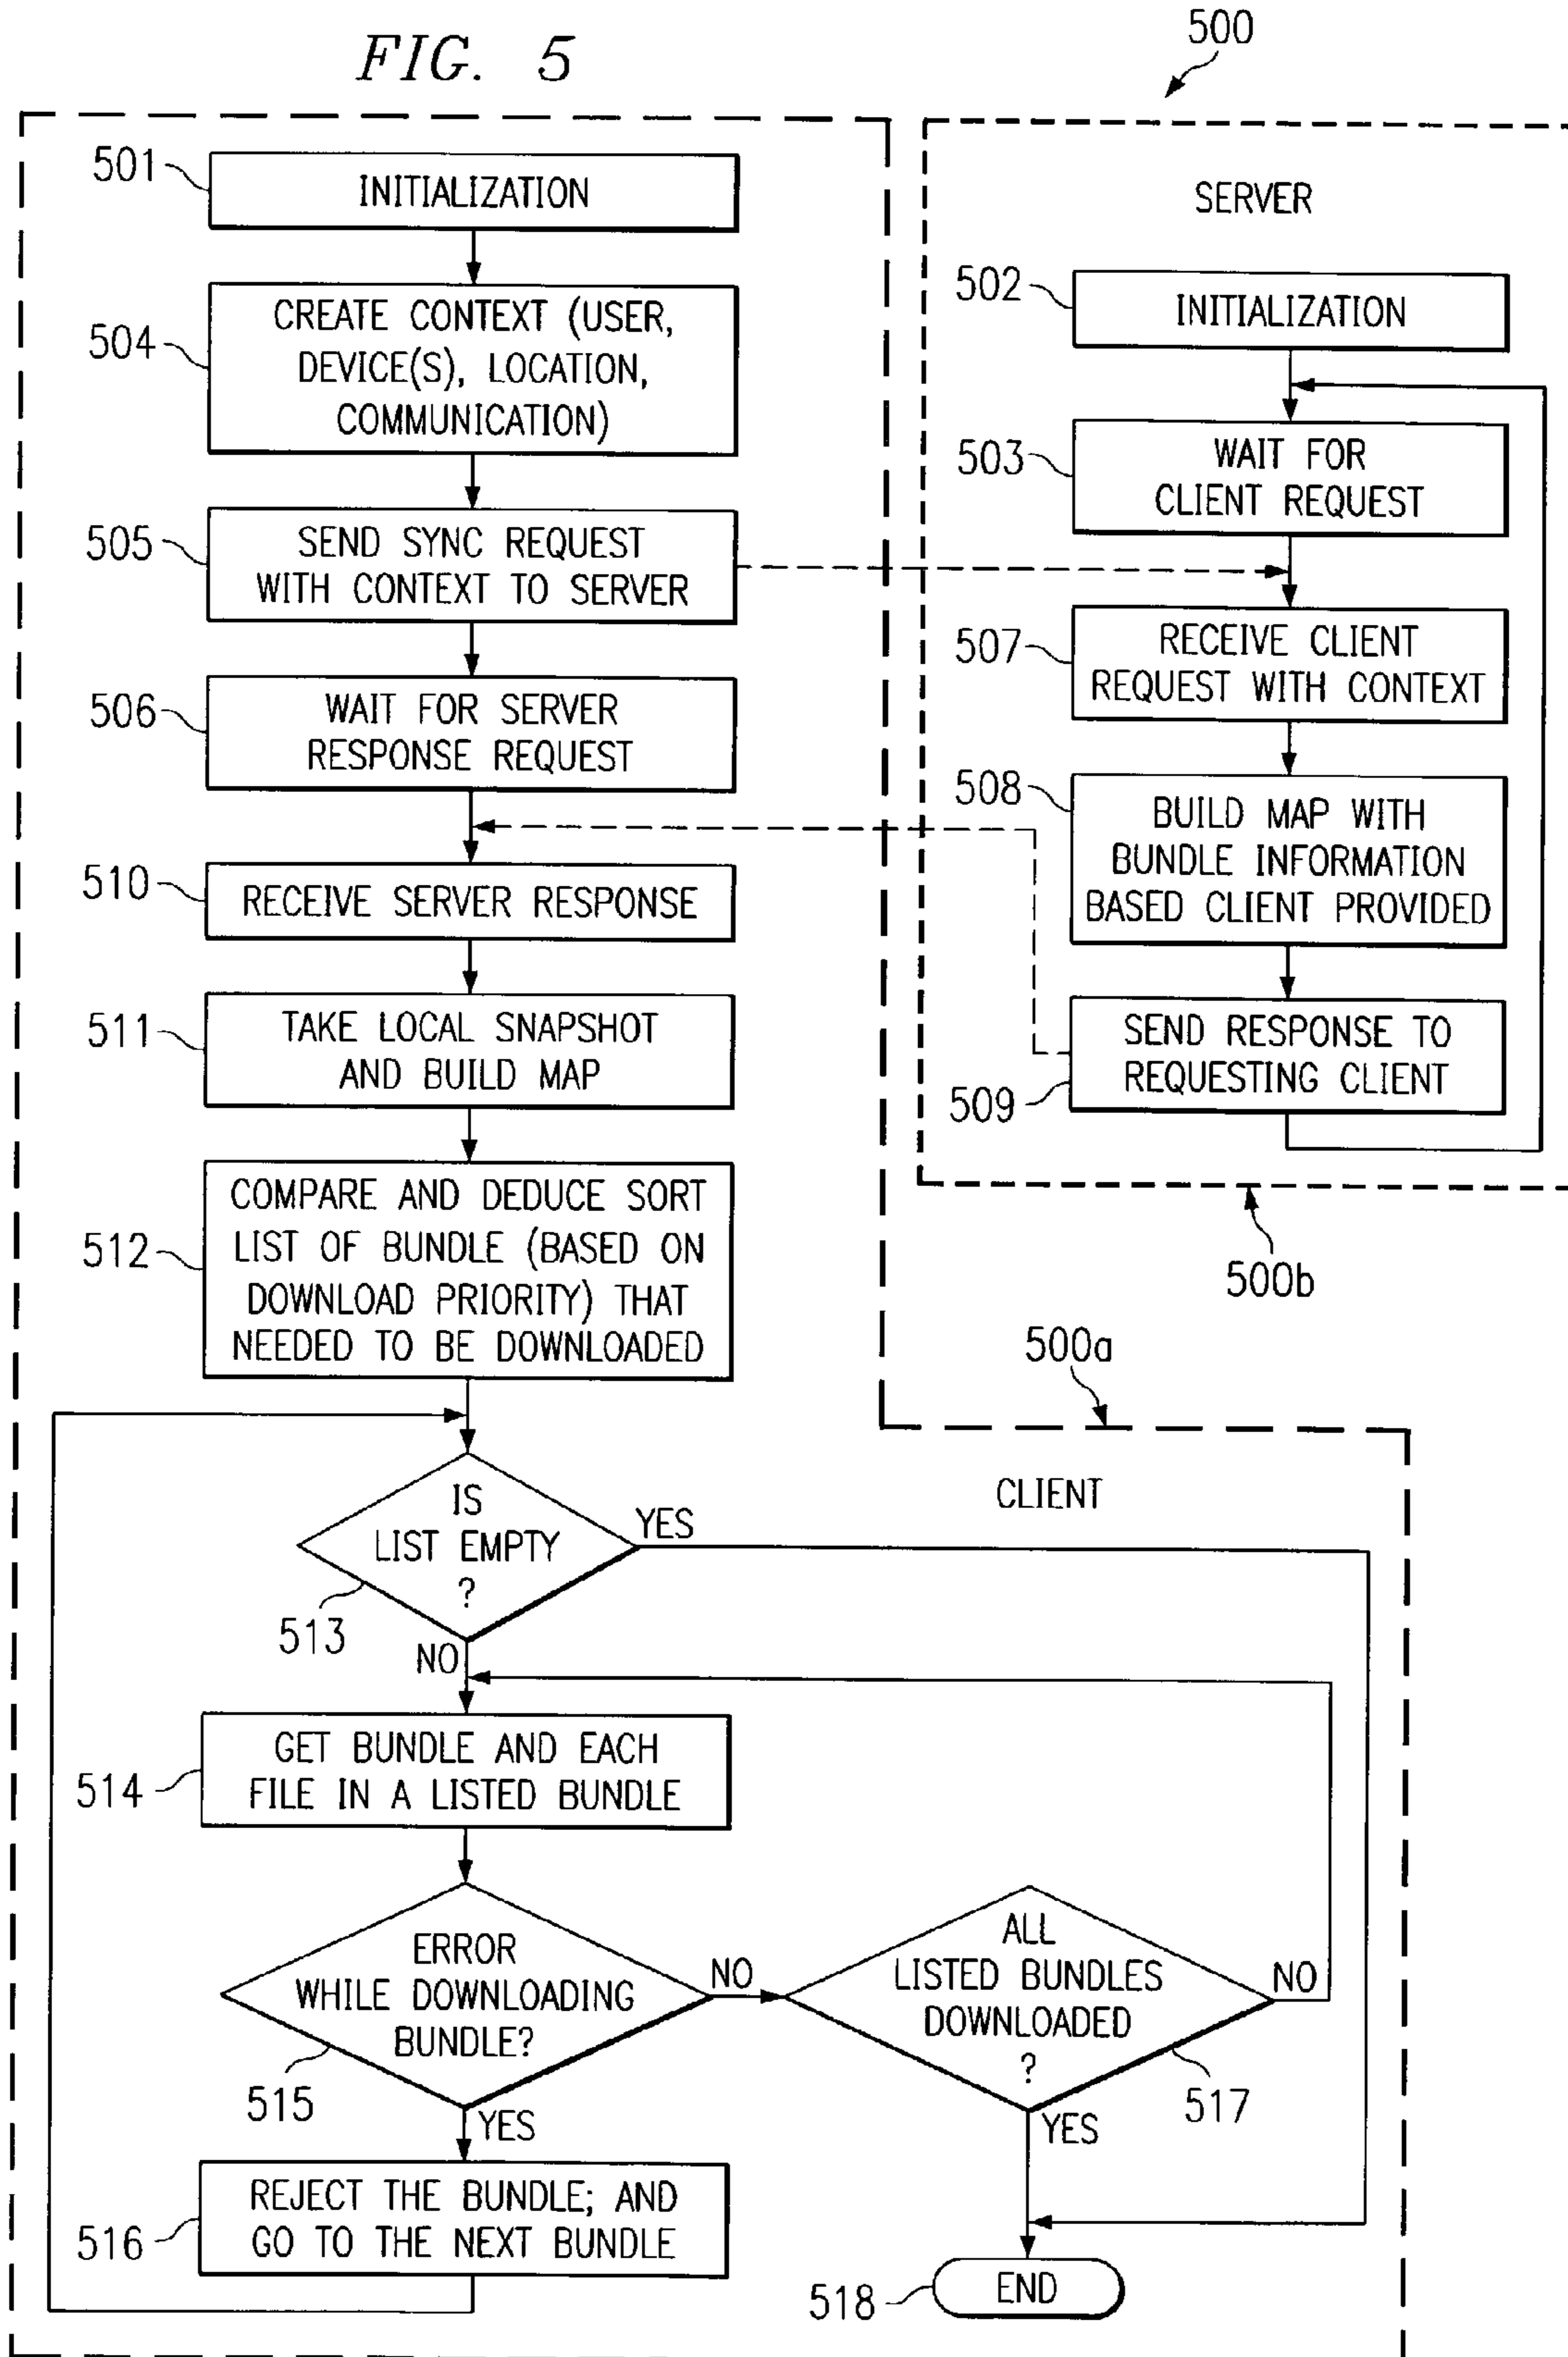 FIG. 5
500
501
INITIALIZATION
504
CREATE CONTEXT (USER,
DEVICE(S), LOCATION,
COMMUNICATION)
505
SEND SYNC REQUEST
WITH CONTEXT TO SERVER
506
WAIT FOR SERVER
RESPONSE REQUEST
510
RECEIVE SERVER RESPONSE
511
TAKE LOCAL SNAPSHOT
AND BUILD MAP
512
COMPARE AND DEDUCE SORT
LIST OF BUNDLE (BASED ON
DOWNLOAD PRIORITY) THAT
NEEDED TO BE DOWNLOADED
SERVER
502
INITIALIZATION
503
WAIT FOR
CLIENT REQUEST
507
RECEIVE CLIENT
REQUEST WITH CONTEXT
508
BUILD MAP WITH
BUNDLE INFORMATION
BASED CLIENT PROVIDED
509
SEND RESPONSE TO
REQUESTING CLIENT
500b
500a
CLIENT
IS
LIST EMPTY
?
513
YES
NO
514
GET BUNDLE AND EACH
FILE IN A LISTED BUNDLE
ERROR
WHILE DOWNLOADING
BUNDLE?
515
NO
YES
ALL
LISTED BUNDLES
DOWNLOADED
?
517
NO
YES
516
REJECT THE BUNDLE; AND
GO TO THE NEXT BUNDLE
518
END